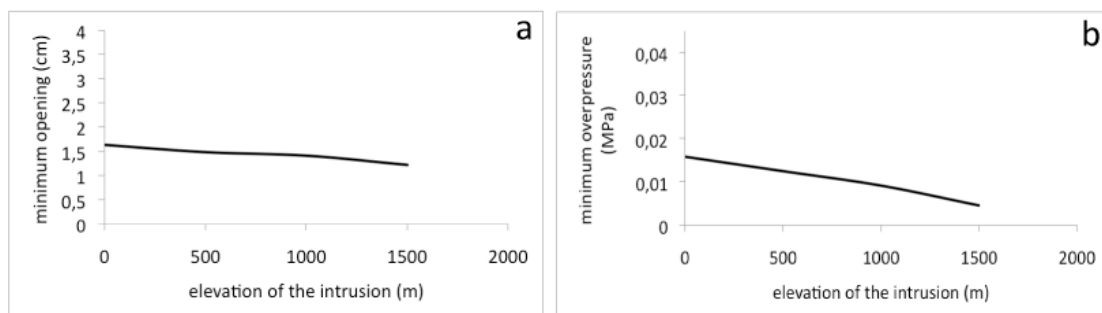 a
minimum opening (cm)
4
3,5
3
2,5
2
1,5
1
0,5
0
0 500 1000 1500 2000
elevation of the intrusion (m)
b
minimum overpressure
(MPa)
0,04
0,03
0,02
0,01
0
0 500 1000 1500 2000
elevation of the intrusion (m)